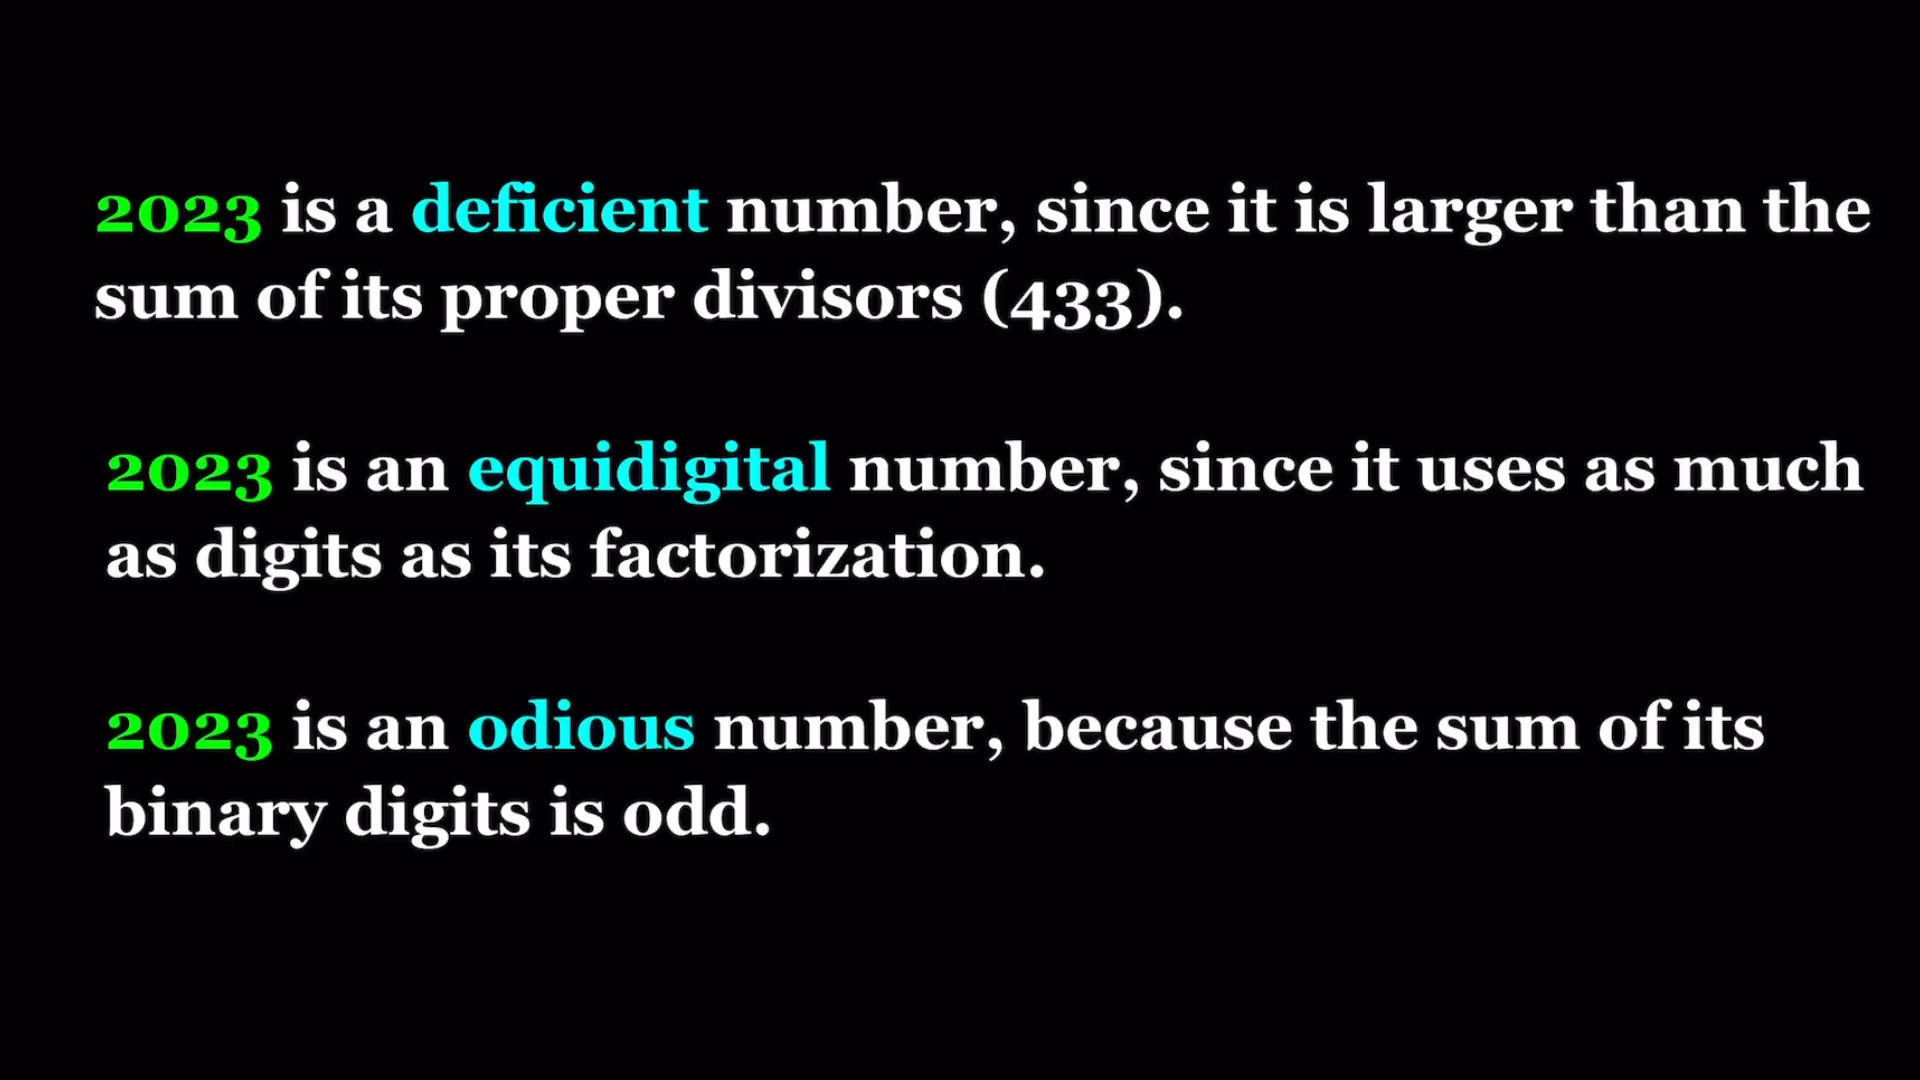 2023 is a deficient number, since it is larger than the
sum of its proper divisors (433).
2023 is an equidigital number, since it uses as much
as digits as its factorization.
2023 is an odious number, because the sum of its
binary digits is odd.